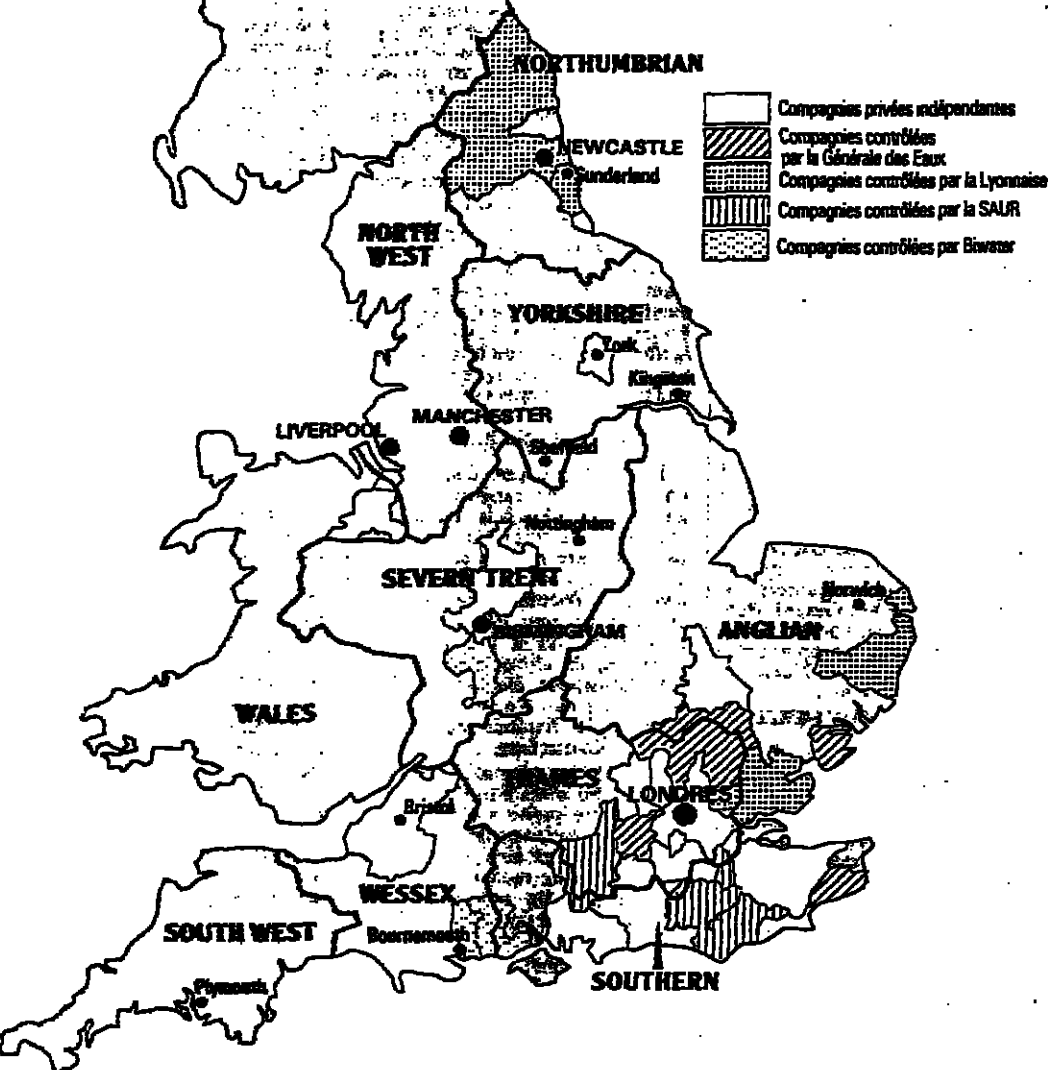 NORTHUMBRIAN
Compagnies privées indépendantes
Compagnies contrôlées
par la Générale des Eaux
Compagnies contrôlées par la Lyonnaise
Compagnies contrôlées par la SAUR
Compagnies contrôlées par Biwater
NEWCASTLE
Sunderland
NORTH
WEST
YORKSHIRE
York
Kingston
MANCHESTER
LIVERPOOL
Sheffield
Nottingham
SEVERN TRENT
Norwich
BIRMINGHAM
ANGLIAN
WALES
THAMES
LONDRES
Bristol
WESSEX
SOUTH WEST
Bournemouth
SOUTHERN
Plymouth